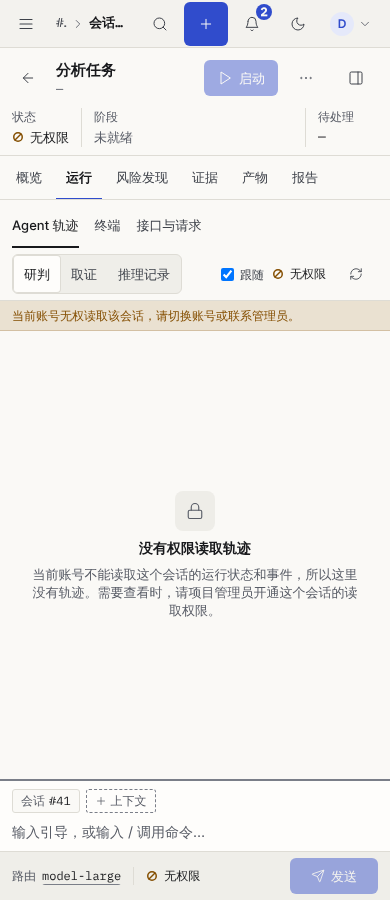 #. 会话…
2
D
分析任务
–
启动
状态
无权限
阶段
未就绪
待处理
–
概览 运行 风险发现 证据 产物 报告
Agent 轨迹 终端 接口与请求
研判 取证 推理记录 跟随 无权限
当前账号无权读取该会话，请切换账号或联系管理员。
没有权限读取轨迹
当前账号不能读取这个会话的运行状态和事件，所以这里
没有轨迹。需要查看时，请项目管理员开通这个会话的读
取权限。
会话 #41 上下文
输入引导，或输入 / 调用命令…
路由 model-large 无权限 发送